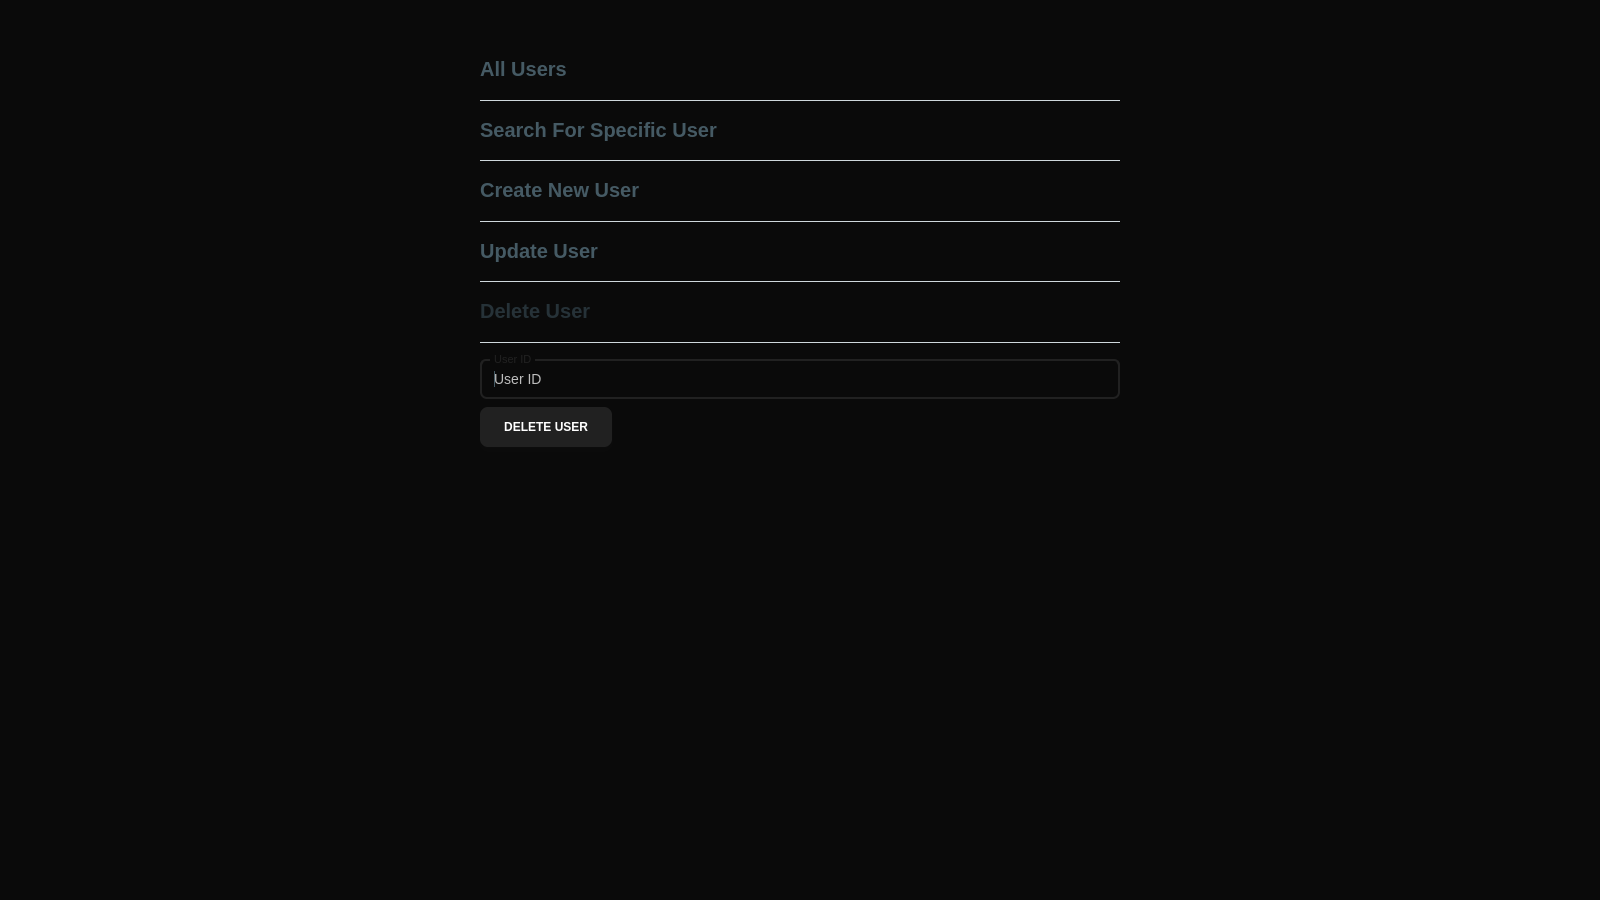 All Users
Search For Specific User
Create New User
Update User
Delete User
User ID
User ID
DELETE USER